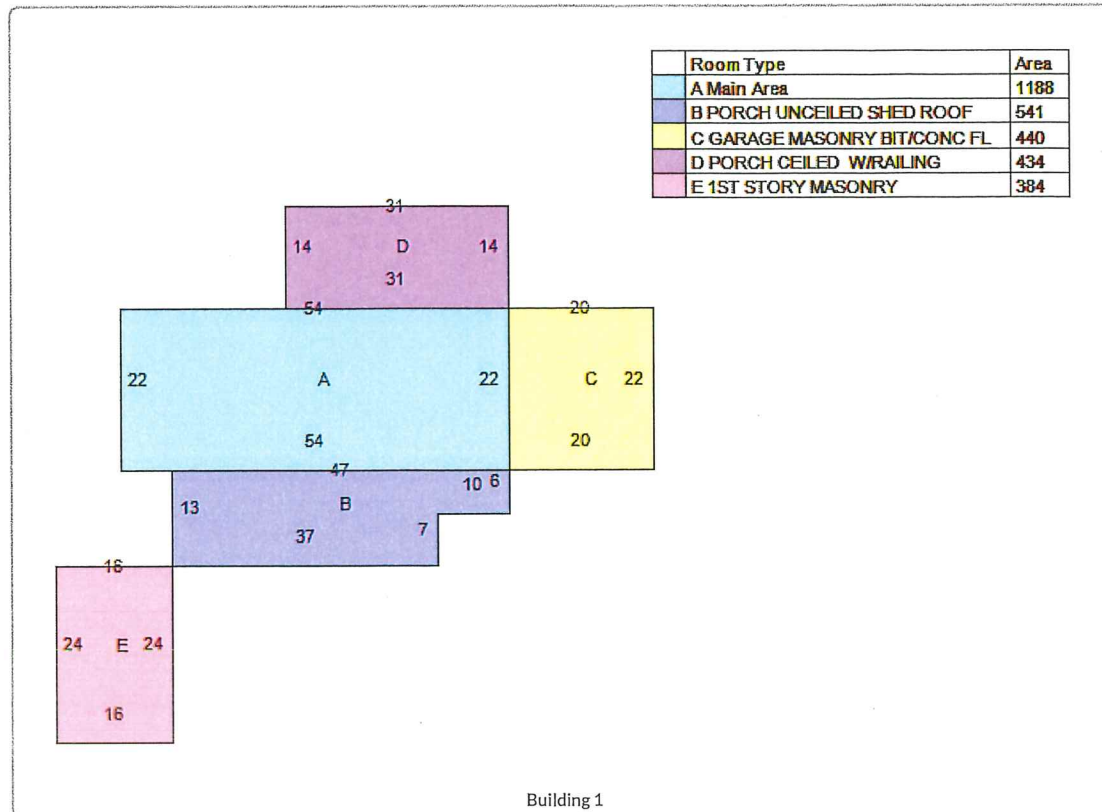 Room Type Area
A Main Area 1188
B PORCH UNCEILED SHED ROOF 541
C GARAGE MASONRY BIT/CONC FL 440
D PORCH CEILED W/RAILING 434
E 1ST STORY MASONRY 384
31
14 D 14
31
54 20
22 A 22 C 22
54 20
47
10 6
13 B
37 7
16
24 E 24
16
Building 1